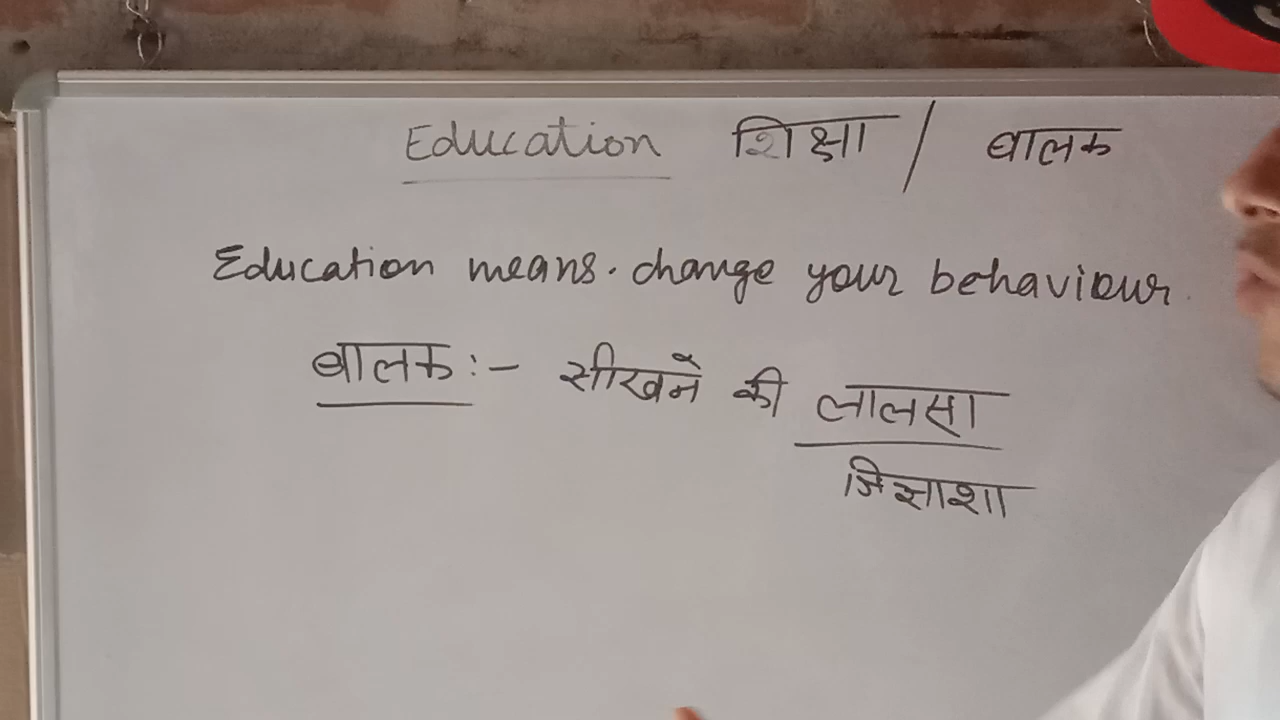 Education शिक्षा / बालक
Education means. change your behaviour
बालक :- सीखने की लालसा
जिज्ञाशा